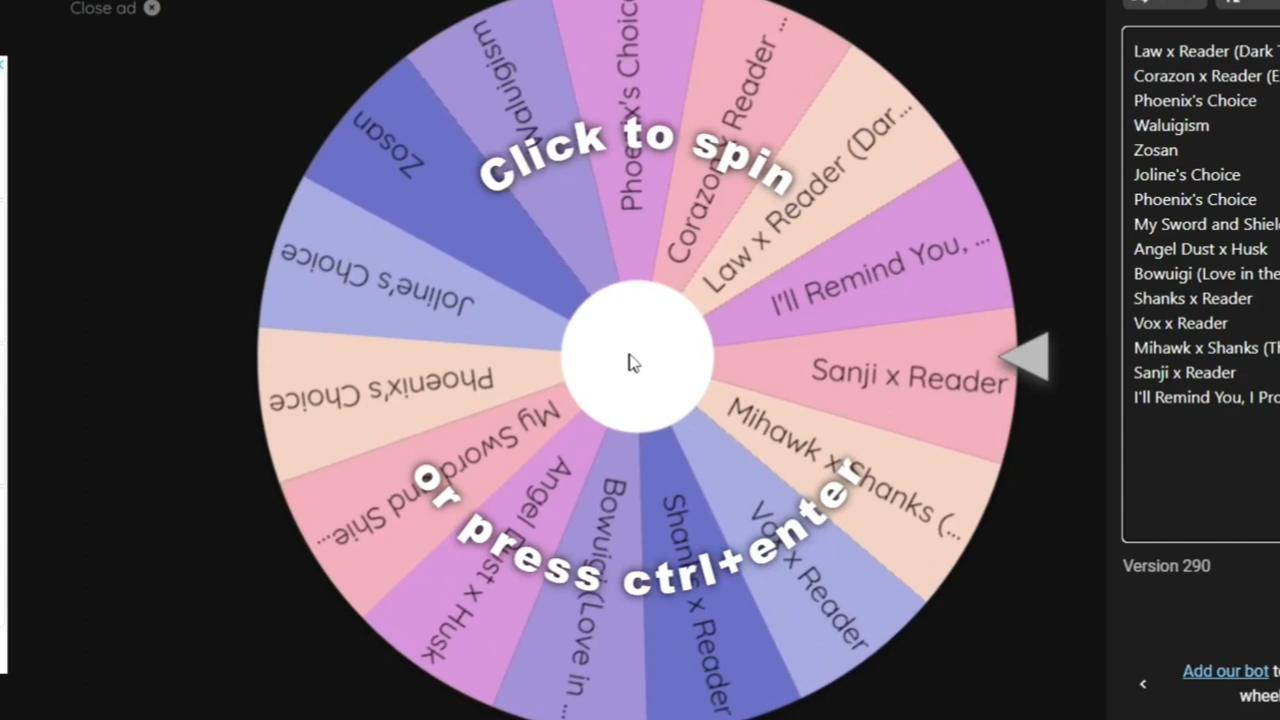 Close ad
Waluigism
Phoenix's Choice
Corazon x Reader ...
Law x Reader (Dar...
I'll Remind You, ...
Sanji x Reader
Mihawk x Shanks (...
Vox x Reader
Shanks x Reader
Bowuigi (Love in ...
Angel Dust x Husk
My Sword and Shie...
Phoenix's Choice
Joline's Choice
Zosan
Click to spin
or press ctrl+enter
Law x Reader (Dark
Corazon x Reader (E
Phoenix's Choice
Waluigism
Zosan
Joline's Choice
Phoenix's Choice
My Sword and Shiel
Angel Dust x Husk
Bowuigi (Love in the
Shanks x Reader
Vox x Reader
Mihawk x Shanks (Th
Sanji x Reader
I'll Remind You, I Pro
Version 290
Add our bot to
whee